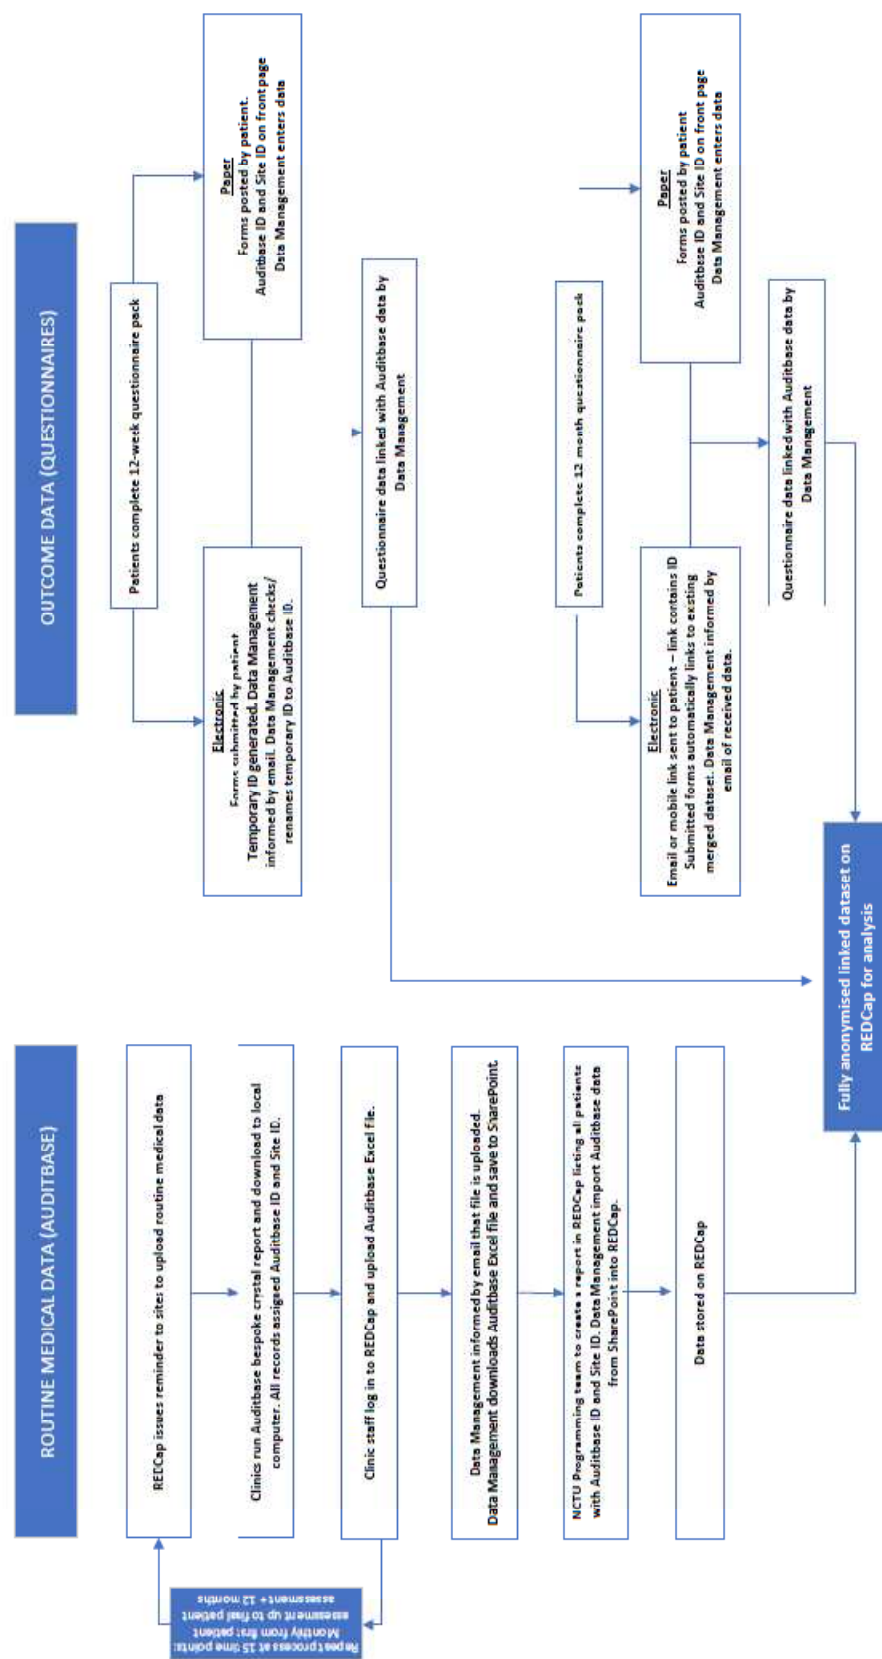 ROUTINE MEDICAL DATA (AUDITBASE)
REDCap issues reminder to sites to upload routine medical data
Clinics run Auditbase bespoke crystal report and download to local
computer. All records assigned Auditbase ID and Site ID.
Clinic staff log in to REDCap and upload Auditbase Excel file.
Repeat process at 15 time points:
Monthly from first patient
assessment up to final patient
assessment + 12 months
Data Management informed by email that file is uploaded.
Data Management downloads Auditbase Excel file and save to SharePoint.
NCTU Programming team to create a report in REDCap listing all patients
with Auditbase ID and Site ID. Data Management import Auditbase data
from SharePoint into REDCap.
Data stored on REDCap
OUTCOME DATA (QUESTIONNAIRES)
Patients complete 12-week questionnaire pack
Electronic
Forms submitted by patient
Temporary ID generated. Data Management
informed by email. Data Management checks/
renames temporary ID to Auditbase ID.
Paper
Forms posted by patient.
Auditbase ID and Site ID on front page
Data Management enters data
Questionnaire data linked with Auditbase data by
Data Management
Patients complete 12-month questionnaire pack
Electronic
Email or mobile link sent to patient – link contains ID
Submitted forms automatically links to existing
merged dataset. Data Management informed by
email of received data.
Paper
Forms posted by patient
Auditbase ID and Site ID on front page
Data Management enters data
Questionnaire data linked with Auditbase data by
Data Management
Fully anonymised linked dataset on
REDCap for analysis